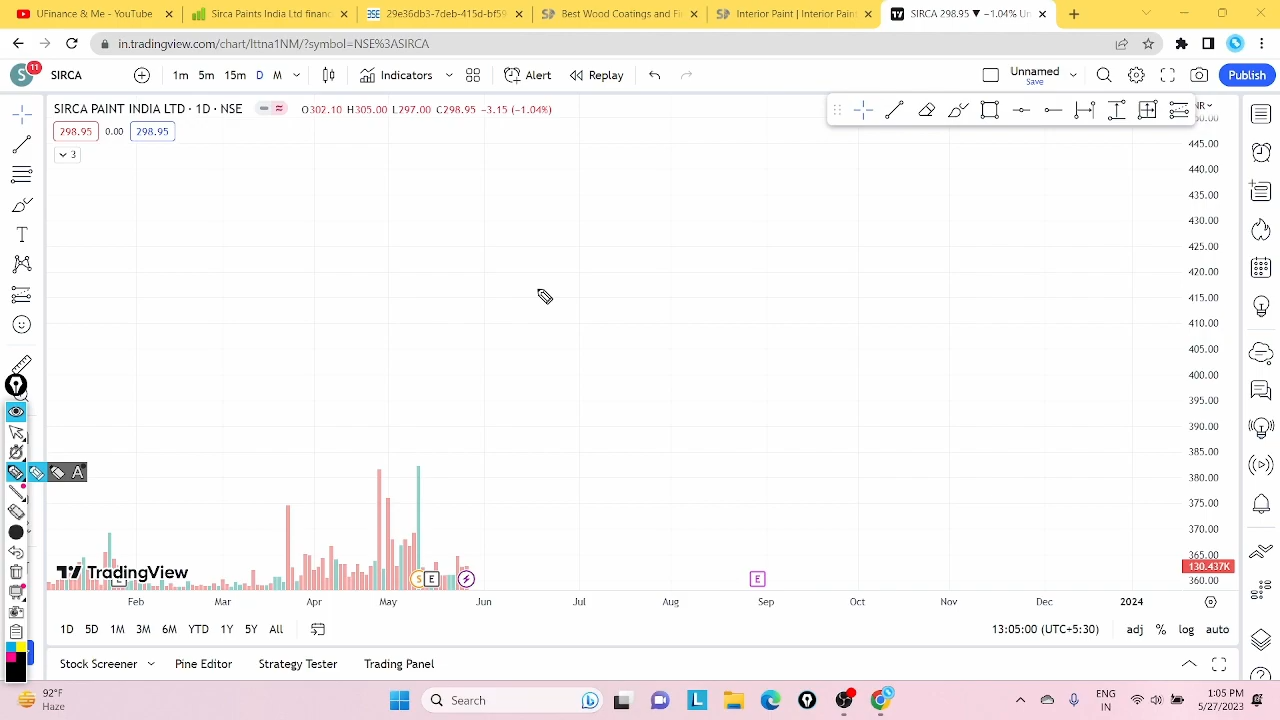 UFinance & Me - YouTube
Sirca Paints Ltd financ
29e36db3-7de1-415d-bf59
Best Wood Coatings and Fi
Interior Paint | Interior Paint
SIRCA 298.95 ▼ −1.04% Un
in.tradingview.com/chart/lttna1NM/?symbol=NSE%3ASIRCA
S
11
SIRCA
1m 5m 15m D M
Indicators
Alert
Replay
Unnamed
Save
Publish
SIRCA PAINT INDIA LTD · 1D · NSE
O302.10 H305.00 L297.00 C298.95 −3.15 (−1.04%)
298.95 0.00 298.95
3
445.00
440.00
435.00
430.00
425.00
420.00
415.00
410.00
405.00
400.00
395.00
390.00
385.00
380.00
375.00
370.00
365.00
130.437K
360.00
A
TradingView
S E E
Feb Mar Apr May Jun Jul Aug Sep Oct Nov Dec 2024
1D 5D 1M 3M 6M YTD 1Y 5Y All
13:05:00 (UTC+5:30) adj % log auto
Stock Screener Pine Editor Strategy Tester Trading Panel
92°F
Haze
Search
ENG
IN
1:05 PM
5/27/2023